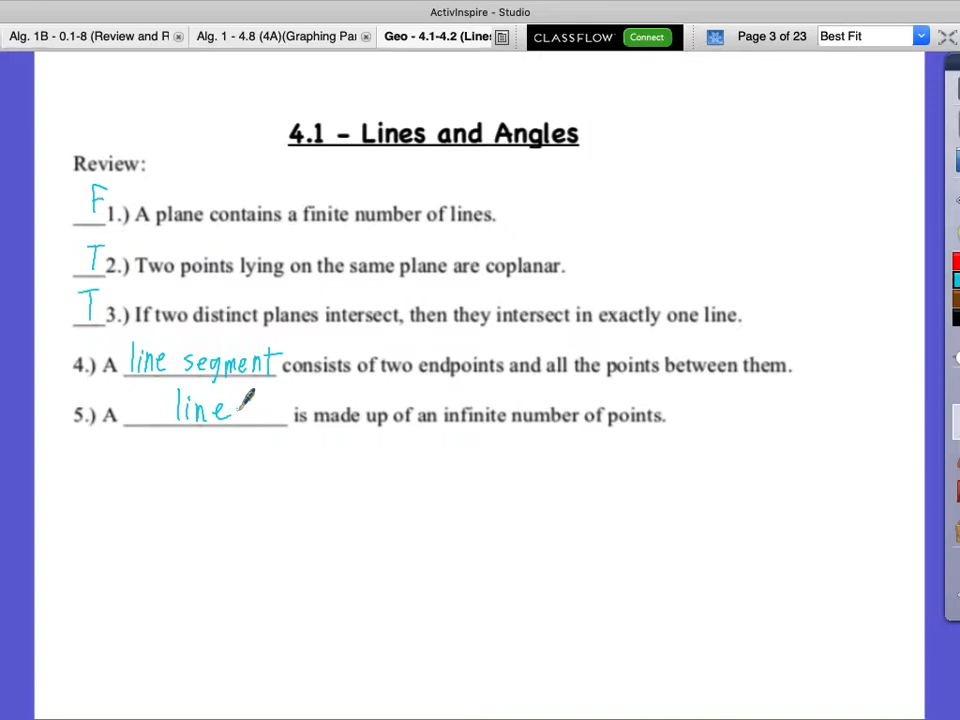 ActivInspire - Studio
Alg. 1B - 0.1-8 (Review and R
Alg. 1 - 4.8 (4A)(Graphing Pa
Geo - 4.1-4.2 (Lines
CLASSFLOW Connect
Page 3 of 23
Best Fit
4.1 - Lines and Angles
Review:
F 1.) A plane contains a finite number of lines.
T 2.) Two points lying on the same plane are coplanar.
T 3.) If two distinct planes intersect, then they intersect in exactly one line.
4.) A line segment consists of two endpoints and all the points between them.
5.) A line is made up of an infinite number of points.